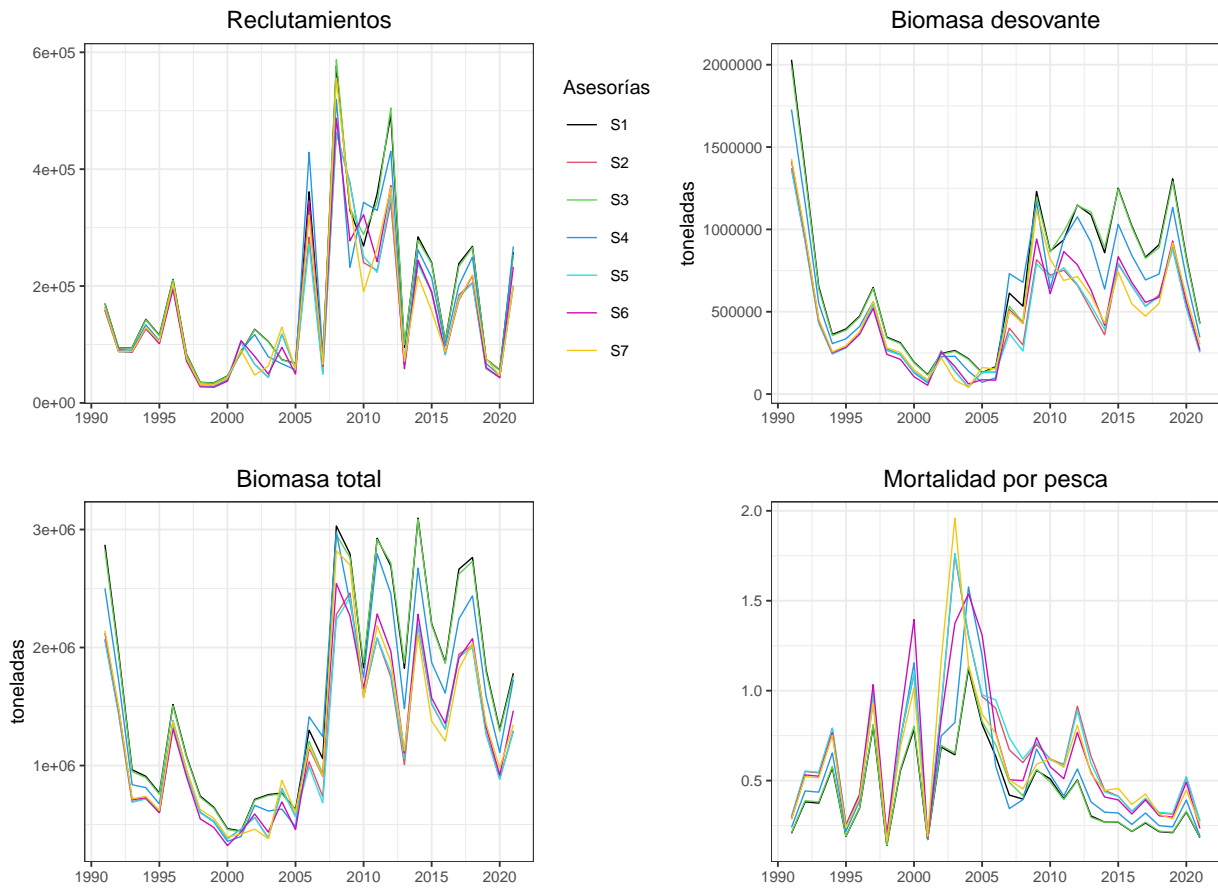 Reclutamientos
6e+05
4e+05
2e+05
0e+00
1990 1995 2000 2005 2010 2015 2020
Asesorías
S1
S2
S3
S4
S5
S6
S7
Biomasa desovante
toneladas
2000000
1500000
1000000
500000
0
1990 1995 2000 2005 2010 2015 2020
Biomasa total
toneladas
3e+06
2e+06
1e+06
1990 1995 2000 2005 2010 2015 2020
Mortalidad por pesca
2.0
1.5
1.0
0.5
1990 1995 2000 2005 2010 2015 2020